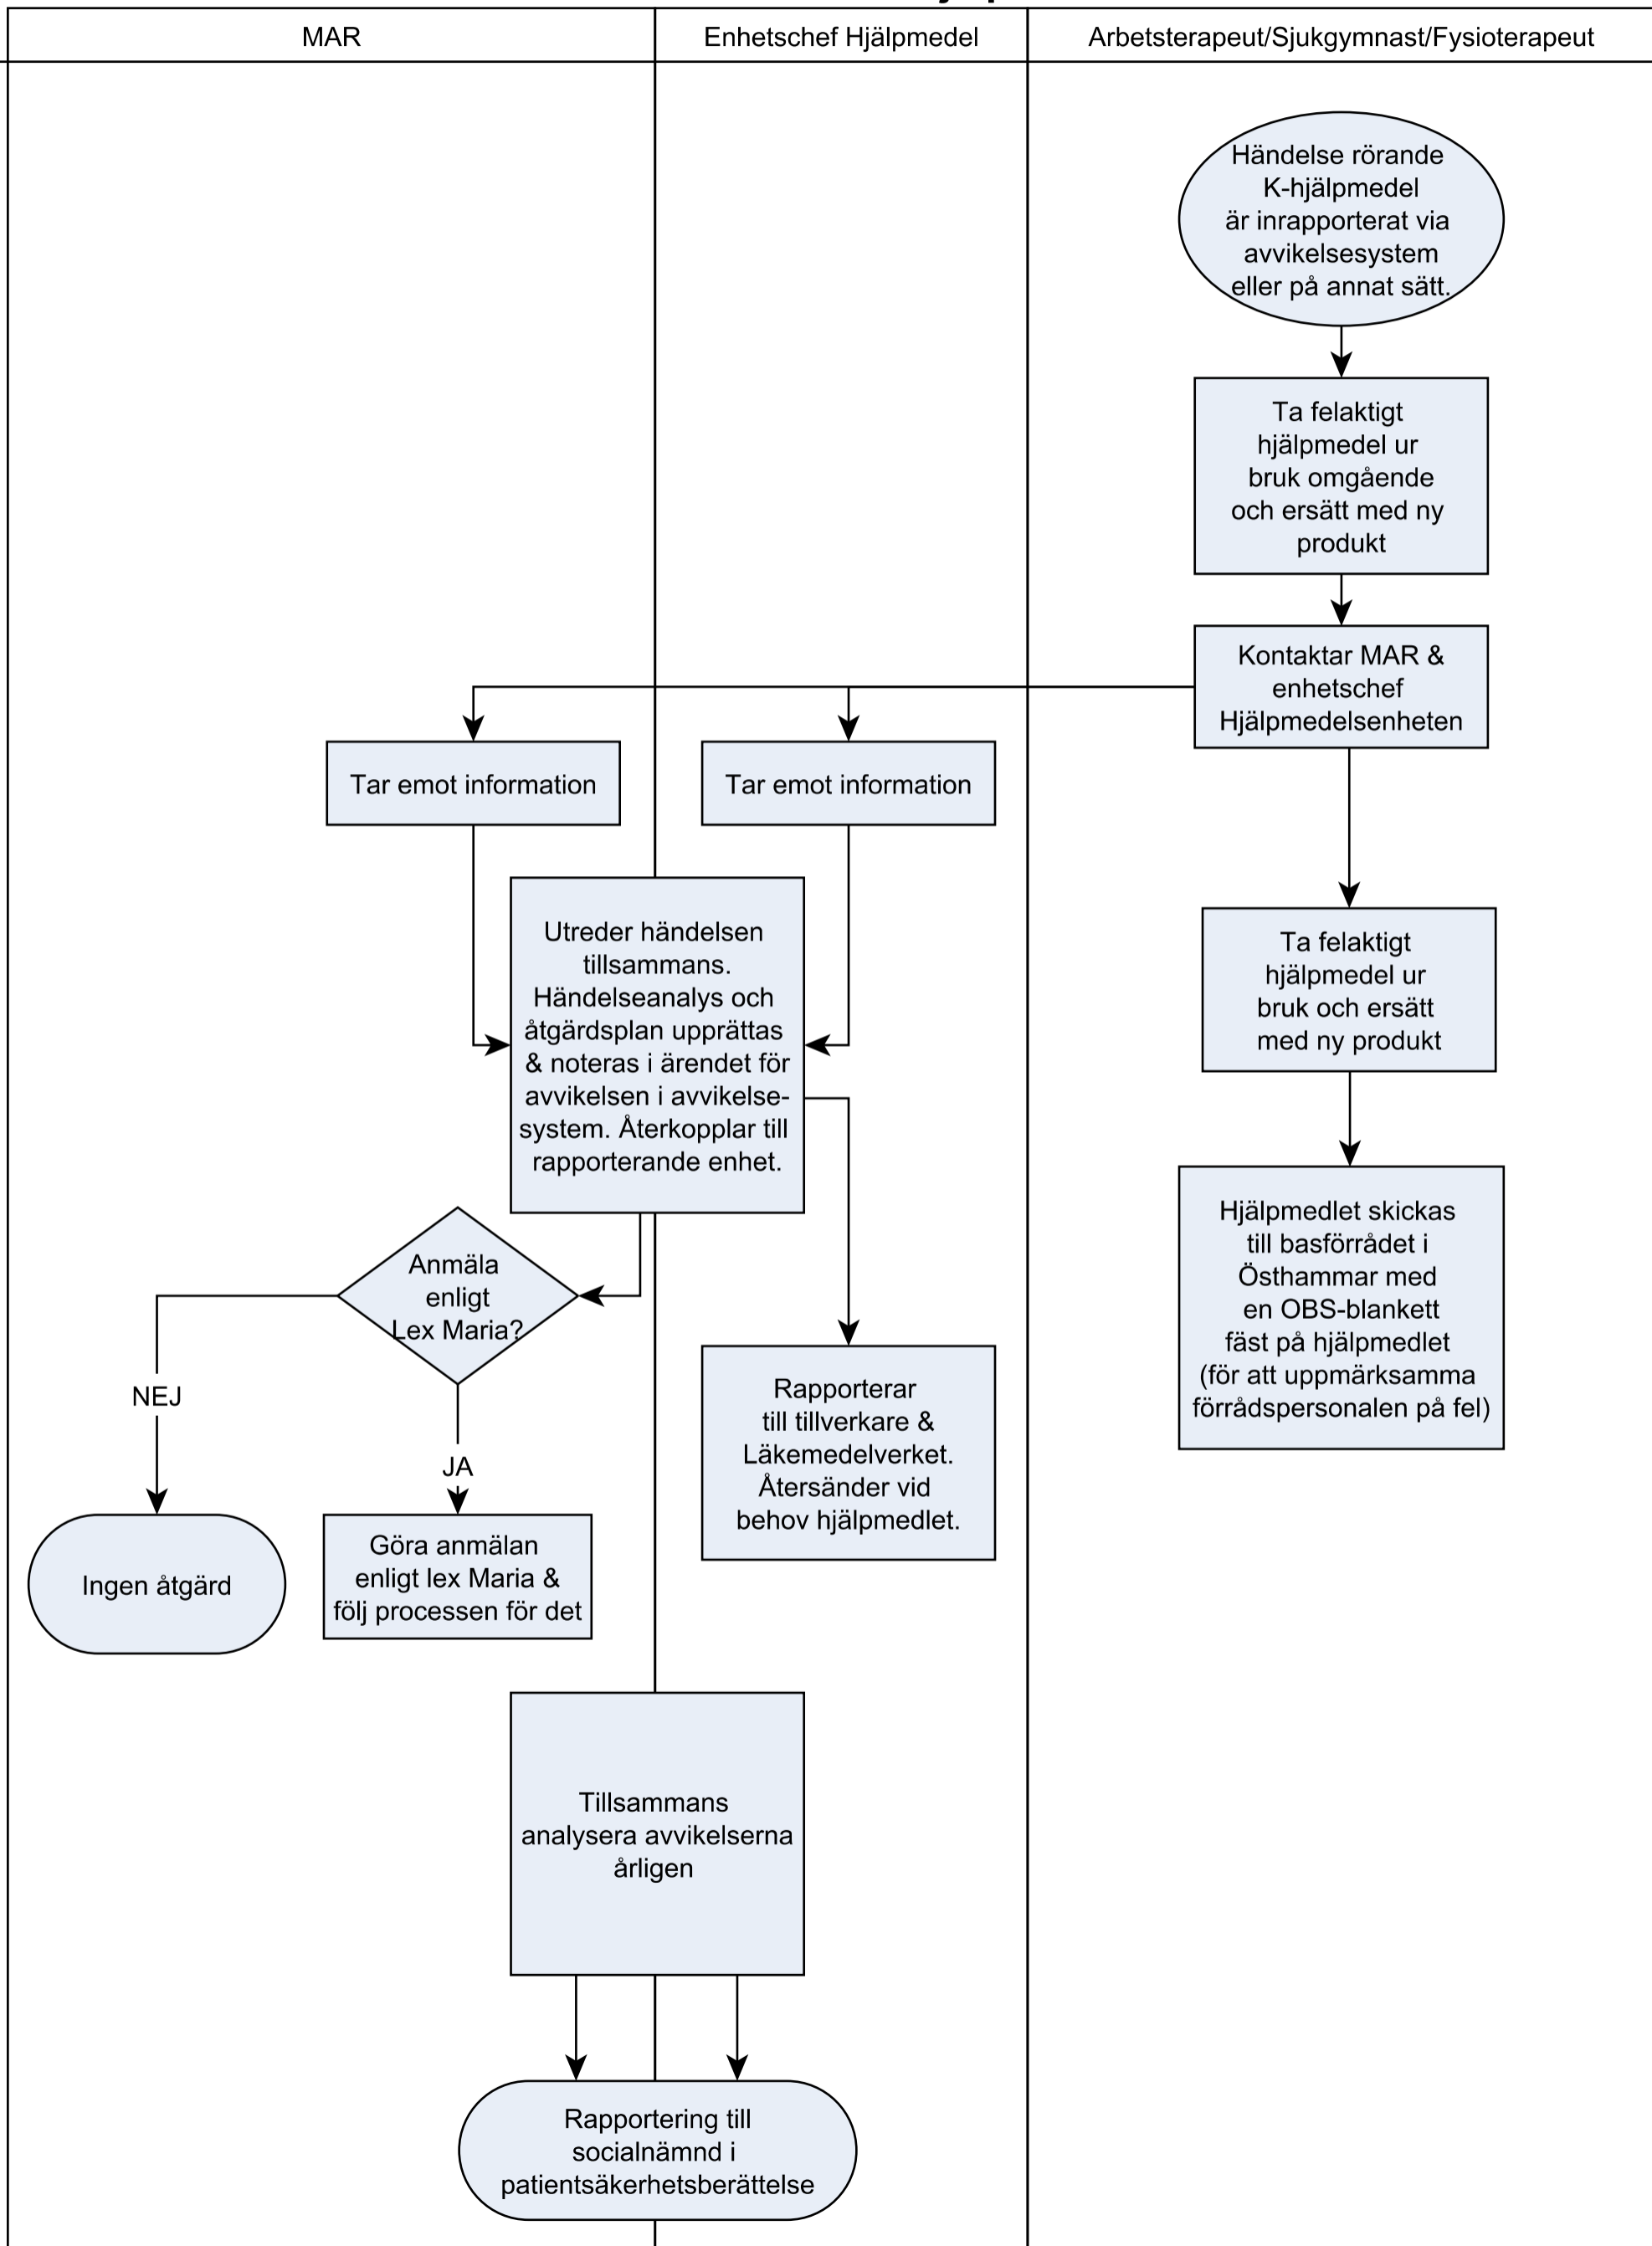 MAR
Enhetschef Hjälpmedel
Arbetsterapeut/Sjukgymnast/Fysioterapeut
Händelse rörande
K-hjälpmedel
är inrapporterat via
avvikelsesystem
eller på annat sätt.
Ta felaktigt
hjälpmedel ur
bruk omgående
och ersätt med ny
produkt
Kontaktar MAR &
enhetschef
Hjälpmedelsenheten
Tar emot information
Tar emot information
Utreder händelsen
tillsammans.
Händelseanalys och
åtgärdsplan upprättas
& noteras i ärendet för
avvikelsen i avvikelse-
system. Återkopplar till
rapporterande enhet.
Ta felaktigt
hjälpmedel ur
bruk och ersätt
med ny produkt
Hjälpmedlet skickas
till basförrådet i
Östhammar med
en OBS-blankett
fäst på hjälpmedlet
(för att uppmärksamma
förrådspersonalen på fel)
Anmäla
enligt
Lex Maria?
NEJ
JA
Rapporterar
till tillverkare &
Läkemedelverket.
Återsänder vid
behov hjälpmedlet.
Ingen åtgärd
Göra anmälan
enligt lex Maria &
följ processen för det
Tillsammans
analysera avvikelserna
årligen
Rapportering till
socialnämnd i
patientsäkerhetsberättelse